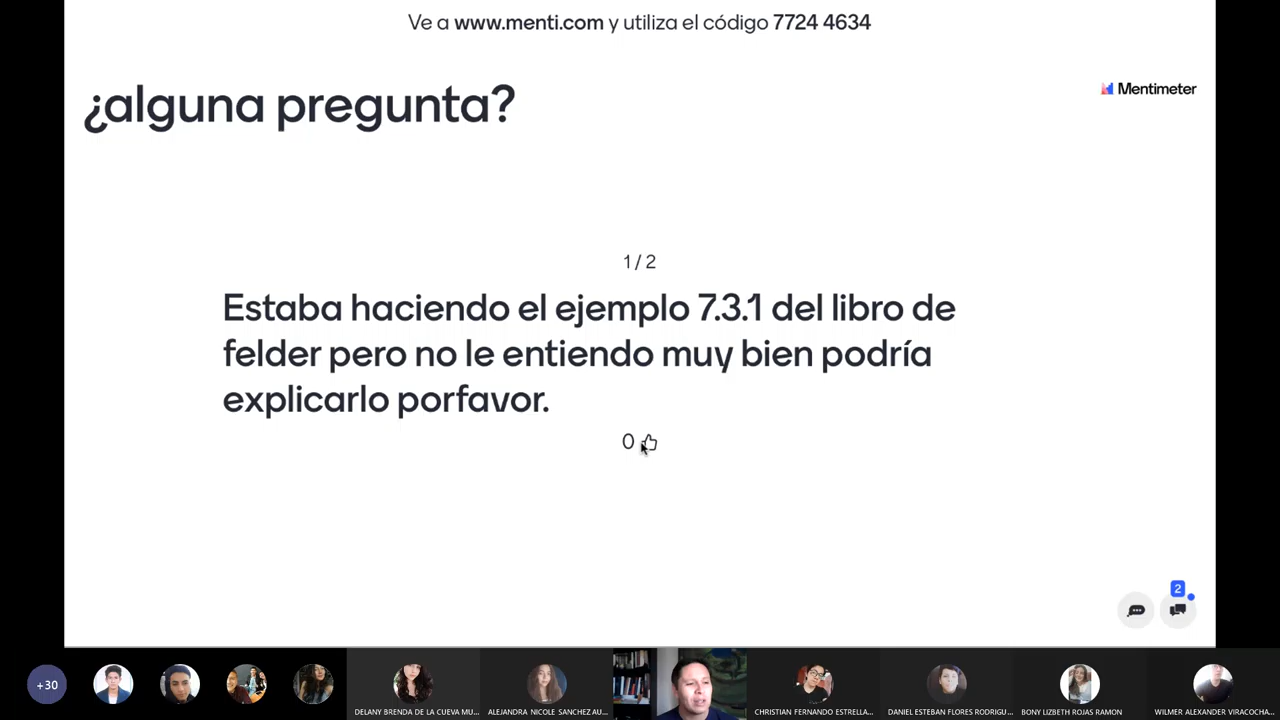 Ve a www.menti.com y utiliza el código 7724 4634
¿alguna pregunta?
Mentimeter
1 / 2
Estaba haciendo el ejemplo 7.3.1 del libro de
felder pero no le entiendo muy bien podría
explicarlo porfavor.
0
2
+30
DELANY BRENDA DE LA CUEVA MU...
ALEJANDRA NICOLE SANCHEZ AU...
CHRISTIAN FERNANDO ESTRELLA...
DANIEL ESTEBAN FLORES RODRIGU...
BONY LIZBETH ROJAS RAMON
WILMER ALEXANDER VIRACOCHA...